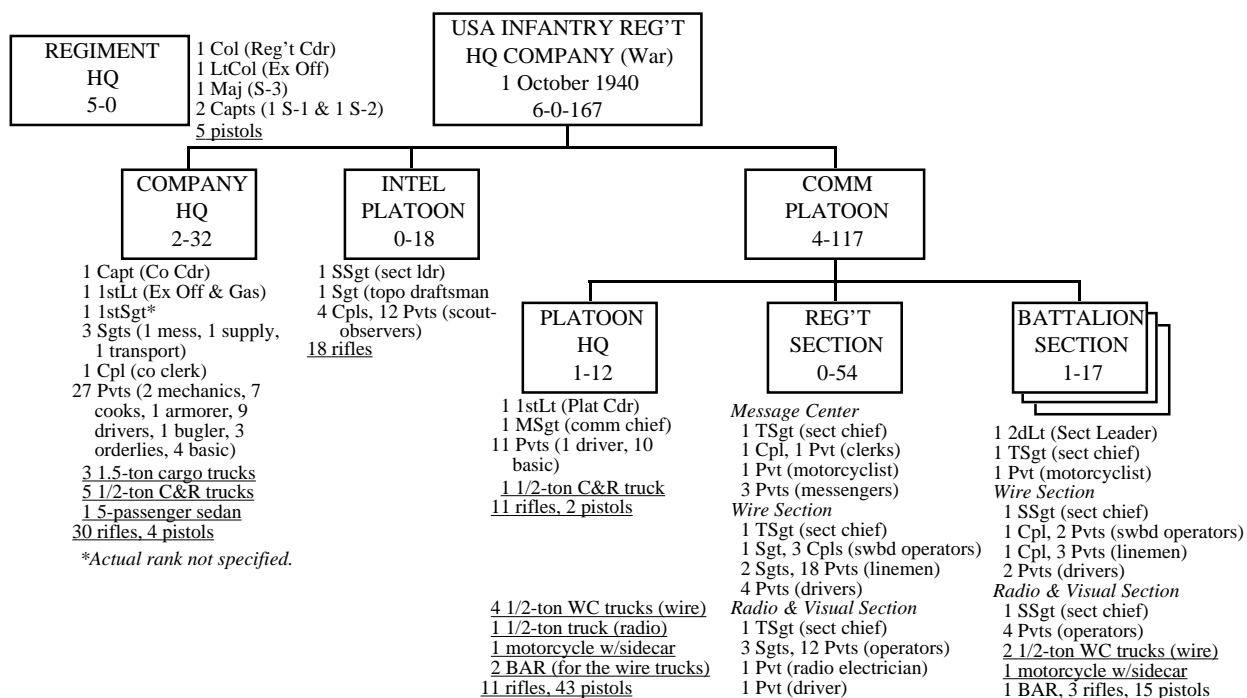 REGIMENT
HQ
5-0
1 Col (Reg't Cdr)
1 LtCol (Ex Off)
1 Maj (S-3)
2 Capts (1 S-1 & 1 S-2)
5 pistols
USA INFANTRY REG'T
HQ COMPANY (War)
1 October 1940
6-0-167
COMPANY
HQ
2-32
1 Capt (Co Cdr)
1 1stLt (Ex Off & Gas)
1 1stSgt*
3 Sgts (1 mess, 1 supply,
1 transport)
1 Cpl (co clerk)
27 Pvts (2 mechanics, 7
cooks, 1 armorer, 9
drivers, 1 bugler, 3
orderlies, 4 basic)
3 1.5-ton cargo trucks
5 1/2-ton C&R trucks
1 5-passenger sedan
30 rifles, 4 pistols
*Actual rank not specified.
INTEL
PLATOON
0-18
1 SSgt (sect ldr)
1 Sgt (topo draftsman
4 Cpls, 12 Pvts (scout-
observers)
18 rifles
COMM
PLATOON
4-117
PLATOON
HQ
1-12
1 1stLt (Plat Cdr)
1 MSgt (comm chief)
11 Pvts (1 driver, 10
basic)
1 1/2-ton C&R truck
11 rifles, 2 pistols
REG'T
SECTION
0-54
Message Center
1 TSgt (sect chief)
1 Cpl, 1 Pvt (clerks)
1 Pvt (motorcyclist)
3 Pvts (messengers)
Wire Section
1 TSgt (sect chief)
1 Sgt, 3 Cpls (swbd operators)
2 Sgts, 18 Pvts (linemen)
4 Pvts (drivers)
Radio & Visual Section
1 TSgt (sect chief)
3 Sgts, 12 Pvts (operators)
1 Pvt (radio electrician)
1 Pvt (driver)
4 1/2-ton WC trucks (wire)
1 1/2-ton truck (radio)
1 motorcycle w/sidecar
2 BAR (for the wire trucks)
11 rifles, 43 pistols
BATTALION
SECTION
1-17
1 2dLt (Sect Leader)
1 TSgt (sect chief)
1 Pvt (motorcyclist)
Wire Section
1 SSgt (sect chief)
1 Cpl, 2 Pvts (swbd operators)
1 Cpl, 3 Pvts (linemen)
2 Pvts (drivers)
Radio & Visual Section
1 SSgt (sect chief)
4 Pvts (operators)
2 1/2-ton WC trucks (wire)
1 motorcycle w/sidecar
1 BAR, 3 rifles, 15 pistols